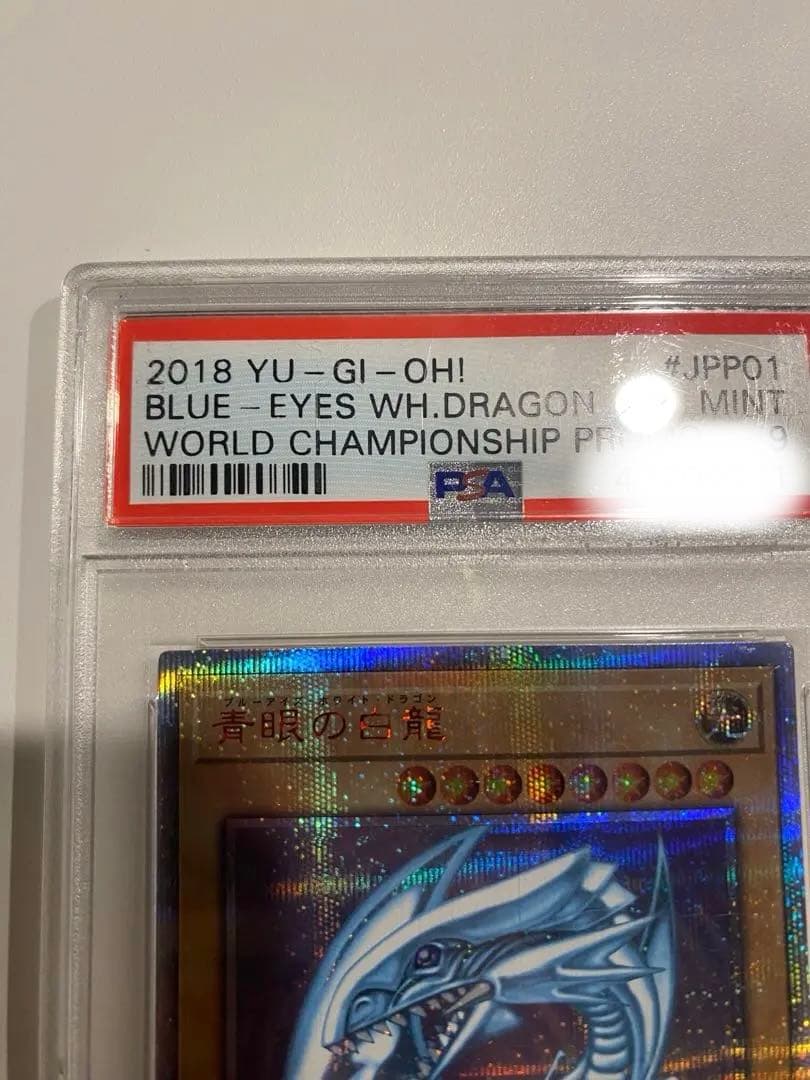 2018 YU-GI-OH! #JPP01
BLUE-EYES WH.DRAGON MINT
WORLD CHAMPIONSHIP 9
PSA
ブルーアイズ・ホワイト・ドラゴン
青眼の白龍